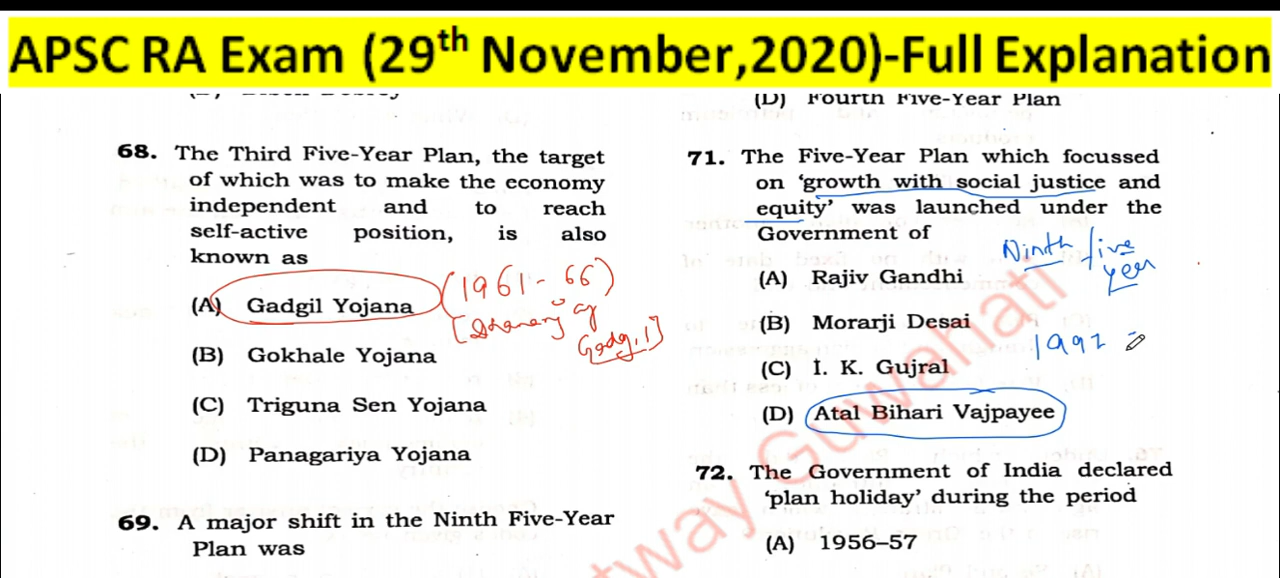 APSC RA Exam (29th November,2020)-Full Explanation
68. The Third Five-Year Plan, the target
of which was to make the economy
independent and to reach
self-active position, is also
known as
(A) Gadgil Yojana
(1961-66)
(B) Gokhale Yojana
(C) Triguna Sen Yojana
(D) Panagariya Yojana
69. A major shift in the Ninth Five-Year
Plan was
(D) Fourth Five-Year Plan
71. The Five-Year Plan which focussed
on ‘growth with social justice and
equity’ was launched under the
Government of
Ninth five
year
(A) Rajiv Gandhi
(B) Morarji Desai
(C) I. K. Gujral
(D) Atal Bihari Vajpayee
72. The Government of India declared
‘plan holiday’ during the period
(A) 1956–57
way Guwahati